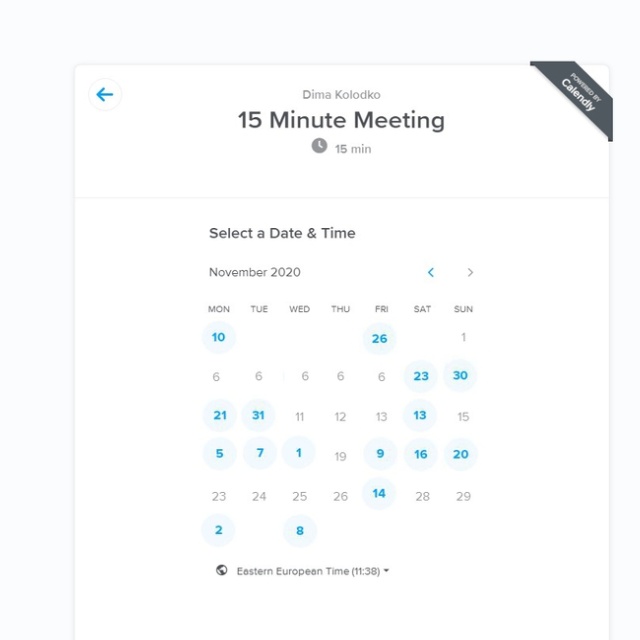 POWERED BY
Calendly
Dima Kolodko
15 Minute Meeting
15 min
Select a Date & Time
November 2020
MON TUE WED THU FRI SAT SUN
10 26 1
6 6 6 6 6 23 30
21 31 11 12 13 13 15
5 7 1 19 9 16 20
23 24 25 26 14 28 29
2 8
Eastern European Time (11:38)